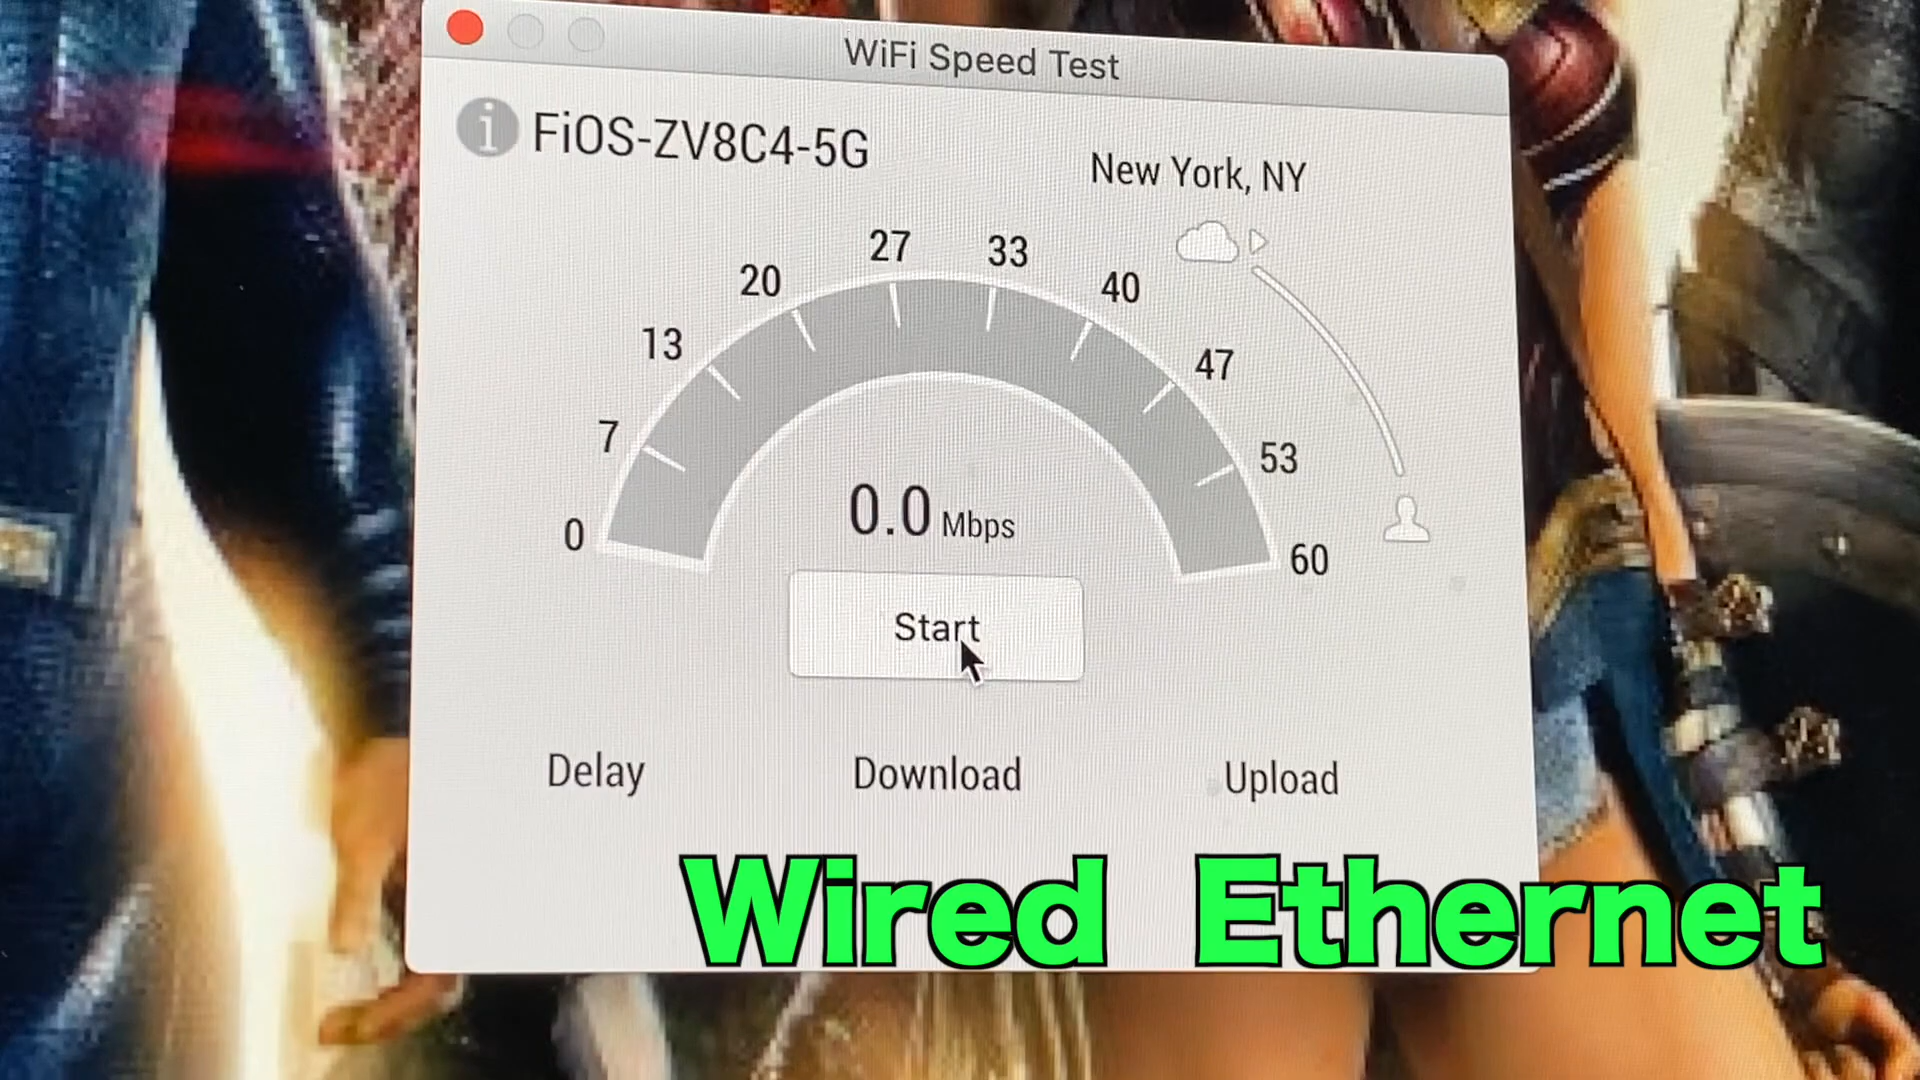 WiFi Speed Test
i FiOS-ZV8C4-5G
New York, NY
0
7
13
20
27
33
40
47
53
60
0.0 Mbps
Start
Delay Download Upload
Wired Ethernet